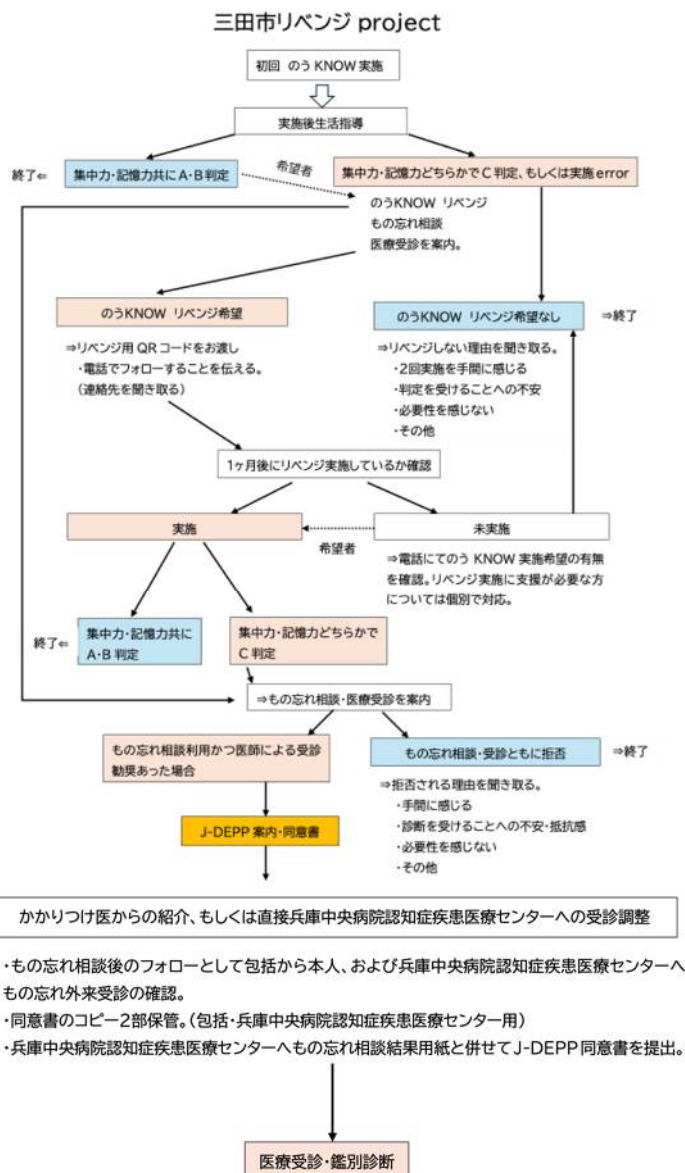 三田市リベンジ project
初回 のう KNOW 実施
実施後生活指導
終了⇐
集中力・記憶力共に A・B 判定
希望者
集中力・記憶力どちらかで C 判定、もしくは実施 error
のうKNOW リベンジ
もの忘れ相談
医療受診を案内。
のうKNOW リベンジ希望
のうKNOW リベンジ希望なし
⇒終了
⇒リベンジ用 QR コードをお渡し
・電話でフォローすることを伝える。
(連絡先を聞き取る)
⇒リベンジしない理由を聞き取る。
・2回実施を手間に感じる
・判定を受けることへの不安
・必要性を感じない
・その他
1ヶ月後にリベンジ実施しているか確認
実施
希望者
未実施
⇒電話にてのう KNOW 実施希望の有無
を確認。リベンジ実施に支援が必要な方
については個別で対応。
終了⇐
集中力・記憶力共に
A・B 判定
集中力・記憶力どちらかで
C 判定
⇒もの忘れ相談・医療受診を案内
もの忘れ相談利用かつ医師による受診
勧奨あった場合
もの忘れ相談・受診ともに拒否
⇒終了
⇒拒否される理由を聞き取る。
・手間に感じる
・診断を受けることへの不安・抵抗感
・必要性を感じない
・その他
J-DEPP 案内・同意書
かかりつけ医からの紹介、もしくは直接兵庫中央病院認知症疾患医療センターへの受診調整
・もの忘れ相談後のフォローとして包括から本人、および兵庫中央病院認知症疾患医療センターへ
もの忘れ外来受診の確認。
・同意書のコピー2部保管。(包括・兵庫中央病院認知症疾患医療センター用)
・兵庫中央病院認知症疾患医療センターへもの忘れ相談結果用紙と併せてJ-DEPP同意書を提出。
医療受診・鑑別診断